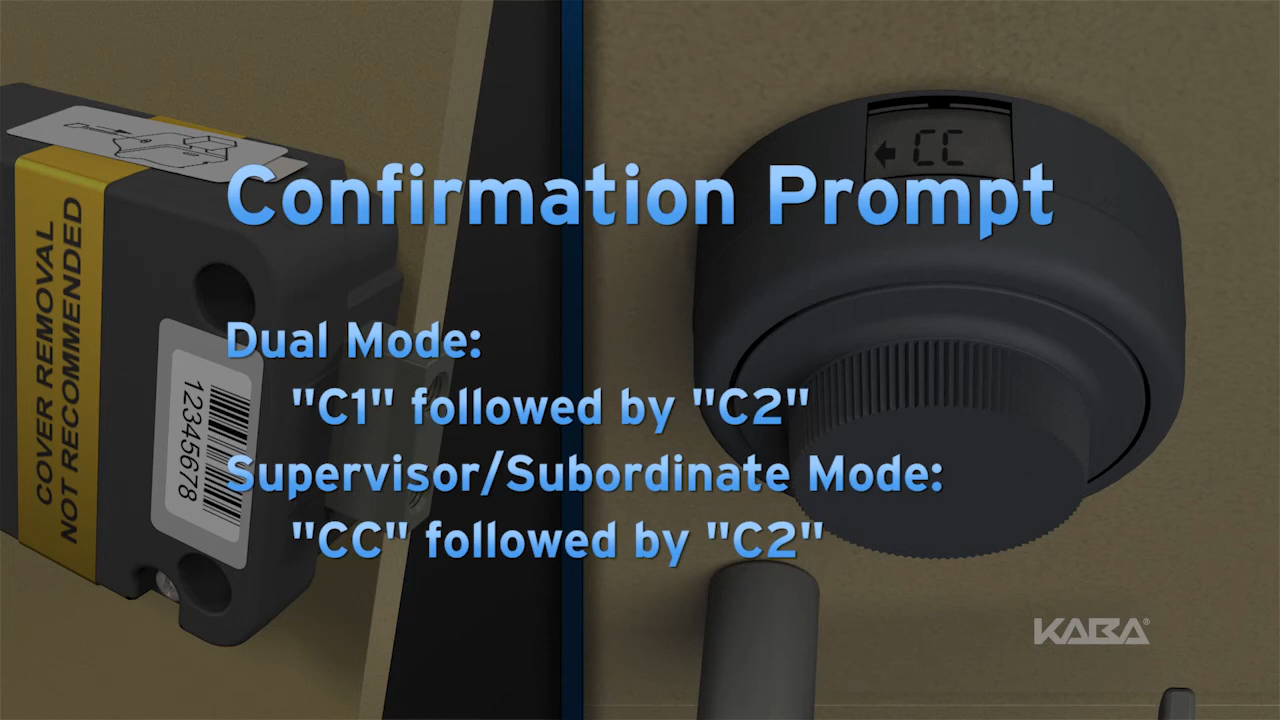 CC
Confirmation Prompt
COVER REMOVAL
NOT RECOMMENDED
12345678
Dual Mode:
"C1" followed by "C2"
Supervisor/Subordinate Mode:
"CC" followed by "C2"
KABA®